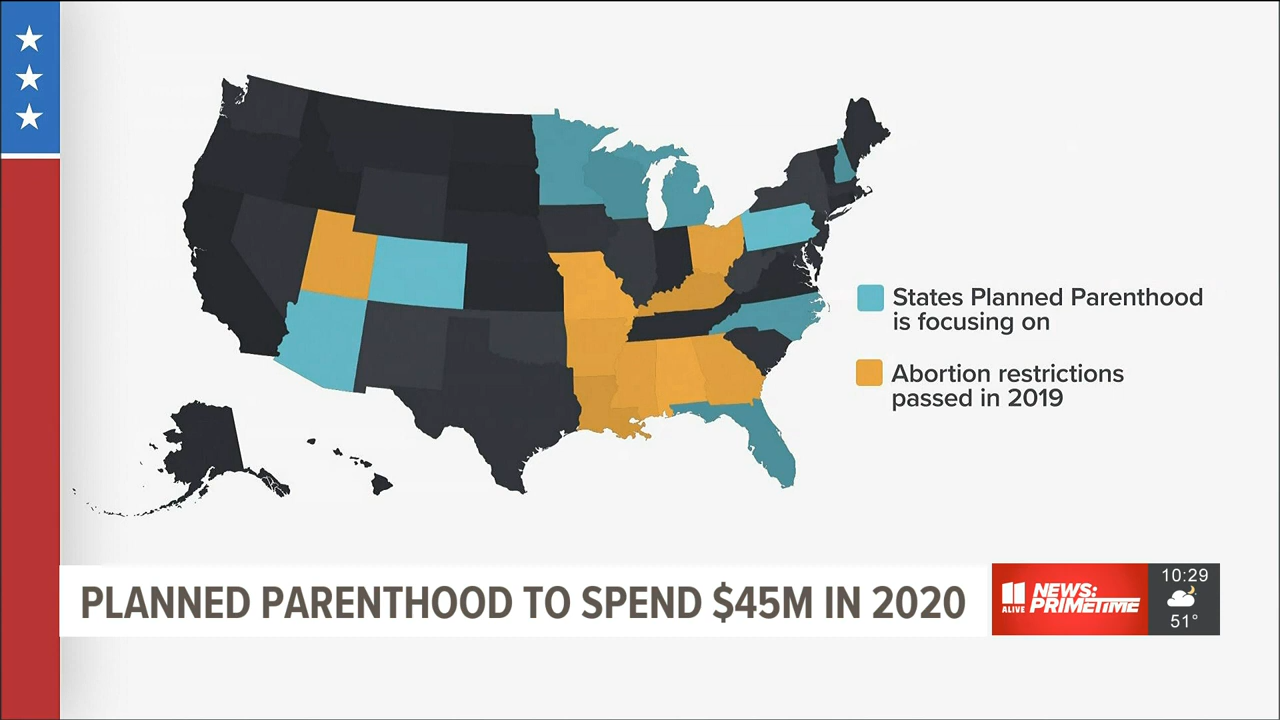 States Planned Parenthood
is focusing on
Abortion restrictions
passed in 2019
PLANNED PARENTHOOD TO SPEND $45M IN 2020
11
ALIVE
NEWS:
PRIMETIME
10:29
51°